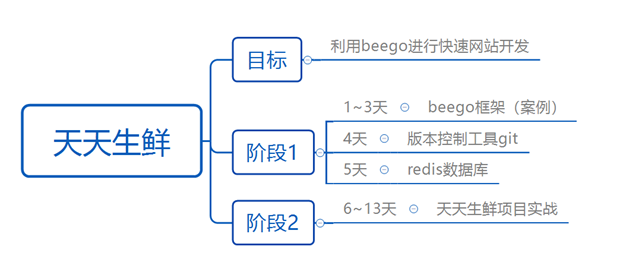 天天生鲜
目标
利用beego进行快速网站开发
阶段1
1~3天 beego框架（案例）
4天 版本控制工具git
5天 redis数据库
阶段2
6~13天 天天生鲜项目实战